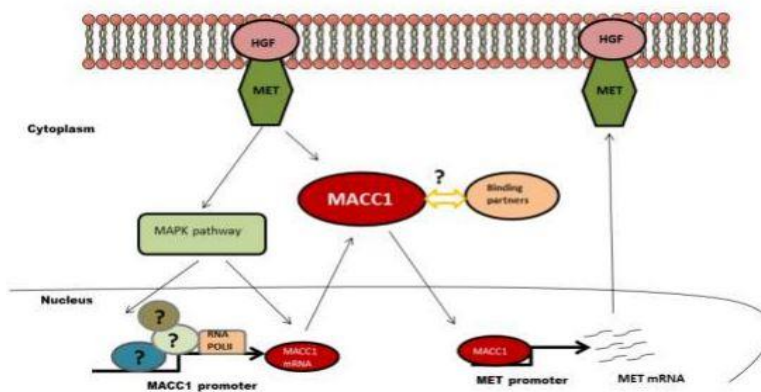 HGF
HGF
MET
MET
Cytoplasm
?
MACC1
Binding
partners
MAPK pathway
Nucleus
?
?
?
RNA
POLII
MACC1
mRNA
MACC1
MACC1 promoter
MET promoter
MET mRNA